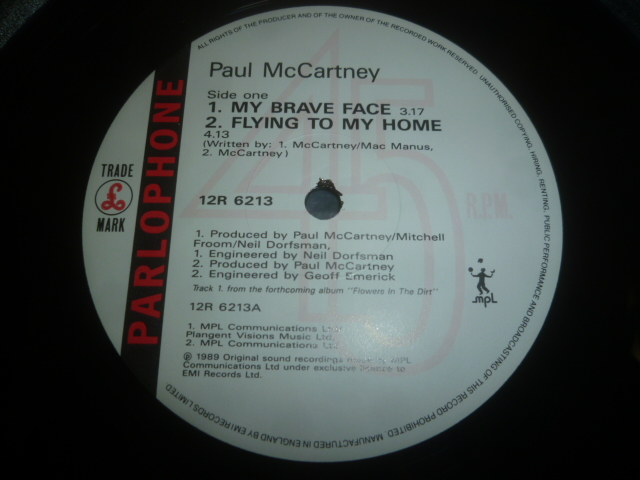 ALL RIGHTS OF THE PRODUCER AND OF THE OWNER OF THE RECORDED WORK RESERVED. UNAUTHORISED COPYING, HIRING, RENTING, PUBLIC PERFORMANCE AND BROADCASTING OF THIS RECORD PROHIBITED. MANUFACTURED IN ENGLAND BY EMI RECORDS LIMITED
Paul McCartney
Side one
1. MY BRAVE FACE 3.17
2. FLYING TO MY HOME
4.13
(Written by: 1. McCartney/Mac Manus,
2. McCartney)
PARLOPHONE
TRADE
£
MARK
45
R.P.M.
12R 6213
1. Produced by Paul McCartney/Mitchell
Froom/Neil Dorfsman,
1. Engineered by Neil Dorfsman
2. Produced by Paul McCartney
2. Engineered by Geoff Emerick
Track 1. from the forthcoming album "Flowers In The Dirt"
mpL
12R 6213A
1. MPL Communications
Plangent Visions Music Ltd.
2. MPL Communications Ltd.
℗ 1989 Original sound recordings MPL
Communications Ltd under exclusive licence to
EMI Records Ltd.